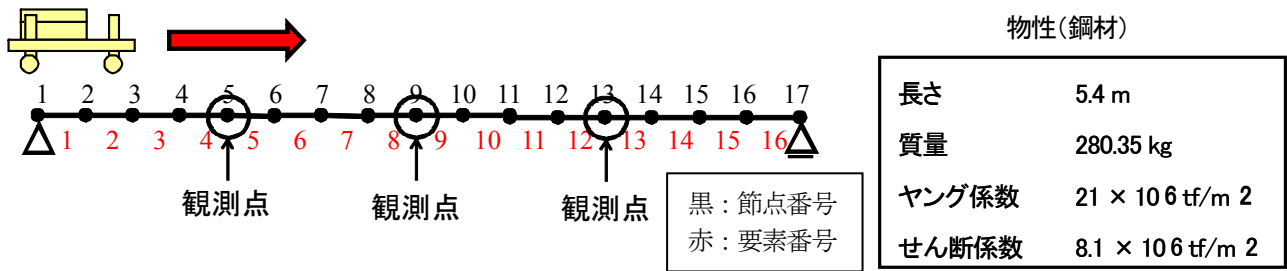 物性(鋼材)
1 2 3 4 5 6 7 8 9 10 11 12 13 14 15 16 17
1 2 3 4 5 6 7 8 9 10 11 12 13 14 15 16
観測点 観測点 観測点
黒：節点番号
赤：要素番号
長さ 5.4 m
質量 280.35 kg
ヤング係数 21 × 10 6 tf/m 2
せん断係数 8.1 × 10 6 tf/m 2